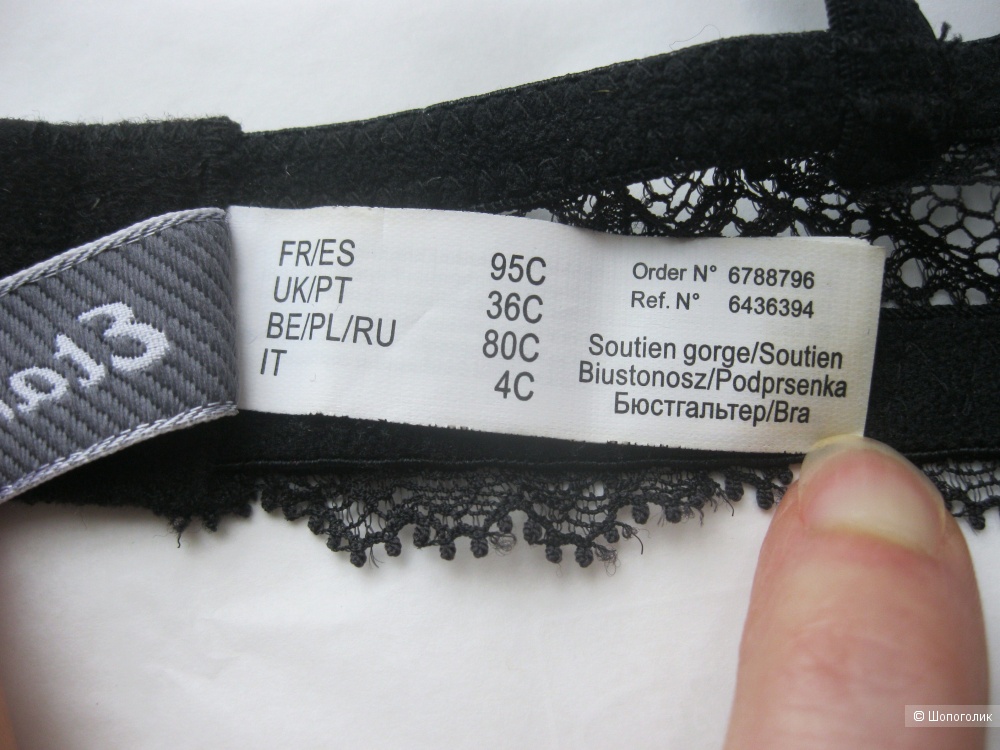 FR/ES 95C
UK/PT 36C
BE/PL/RU 80C
IT 4C
Order N° 6788796
Ref. N° 6436394
Soutien gorge/Soutien
Biustonosz/Podprsenka
Бюстгальтер/Bra
© Шопоголик